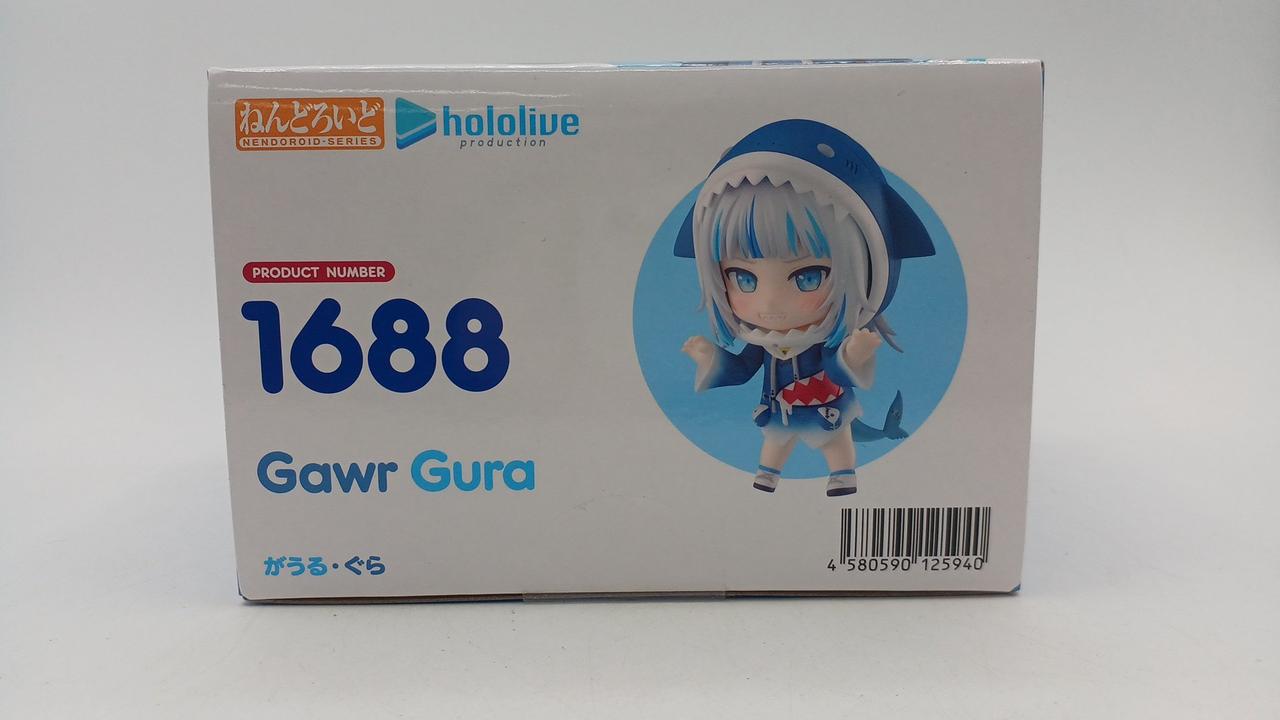 ねんどろいど
NENDOROID-SERIES
hololive
production
PRODUCT NUMBER
1688
Gawr Gura
がうる・ぐら
4 580590 125940